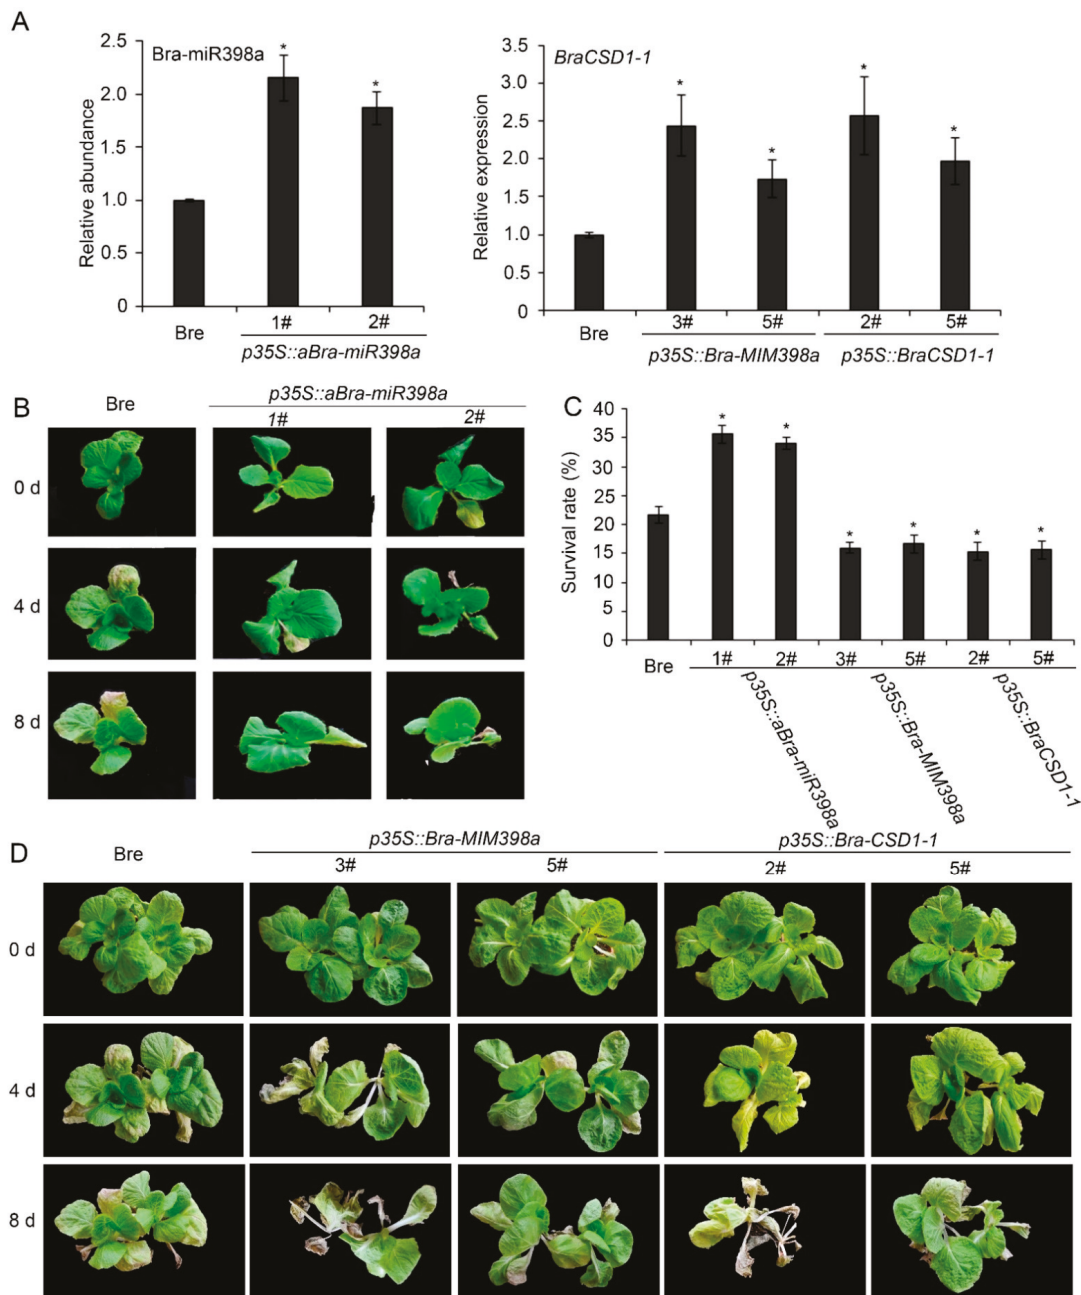 A
Bra-miR398a
Relative abundance
2.5
2.0
1.5
1.0
0.5
0
*
*
Bre
1#
2#
p35S::aBra-miR398a
BraCSD1-1
Relative expression
3.5
3.0
2.5
2.0
1.5
1.0
0.5
0
*
*
*
*
Bre
3#
5#
2#
5#
p35S::Bra-MIM398a
p35S::BraCSD1-1
B
Bre
p35S::aBra-miR398a
1#
2#
0 d
4 d
8 d
C
Survival rate (%)
40
35
30
25
20
15
10
5
0
*
*
*
*
*
*
Bre
1#
2#
3#
5#
2#
5#
p35S::aBra-miR398a
p35S::Bra-MIM398a
p35S::BraCSD1-1
D
Bre
p35S::Bra-MIM398a
p35S::Bra-CSD1-1
3#
5#
2#
5#
0 d
4 d
8 d